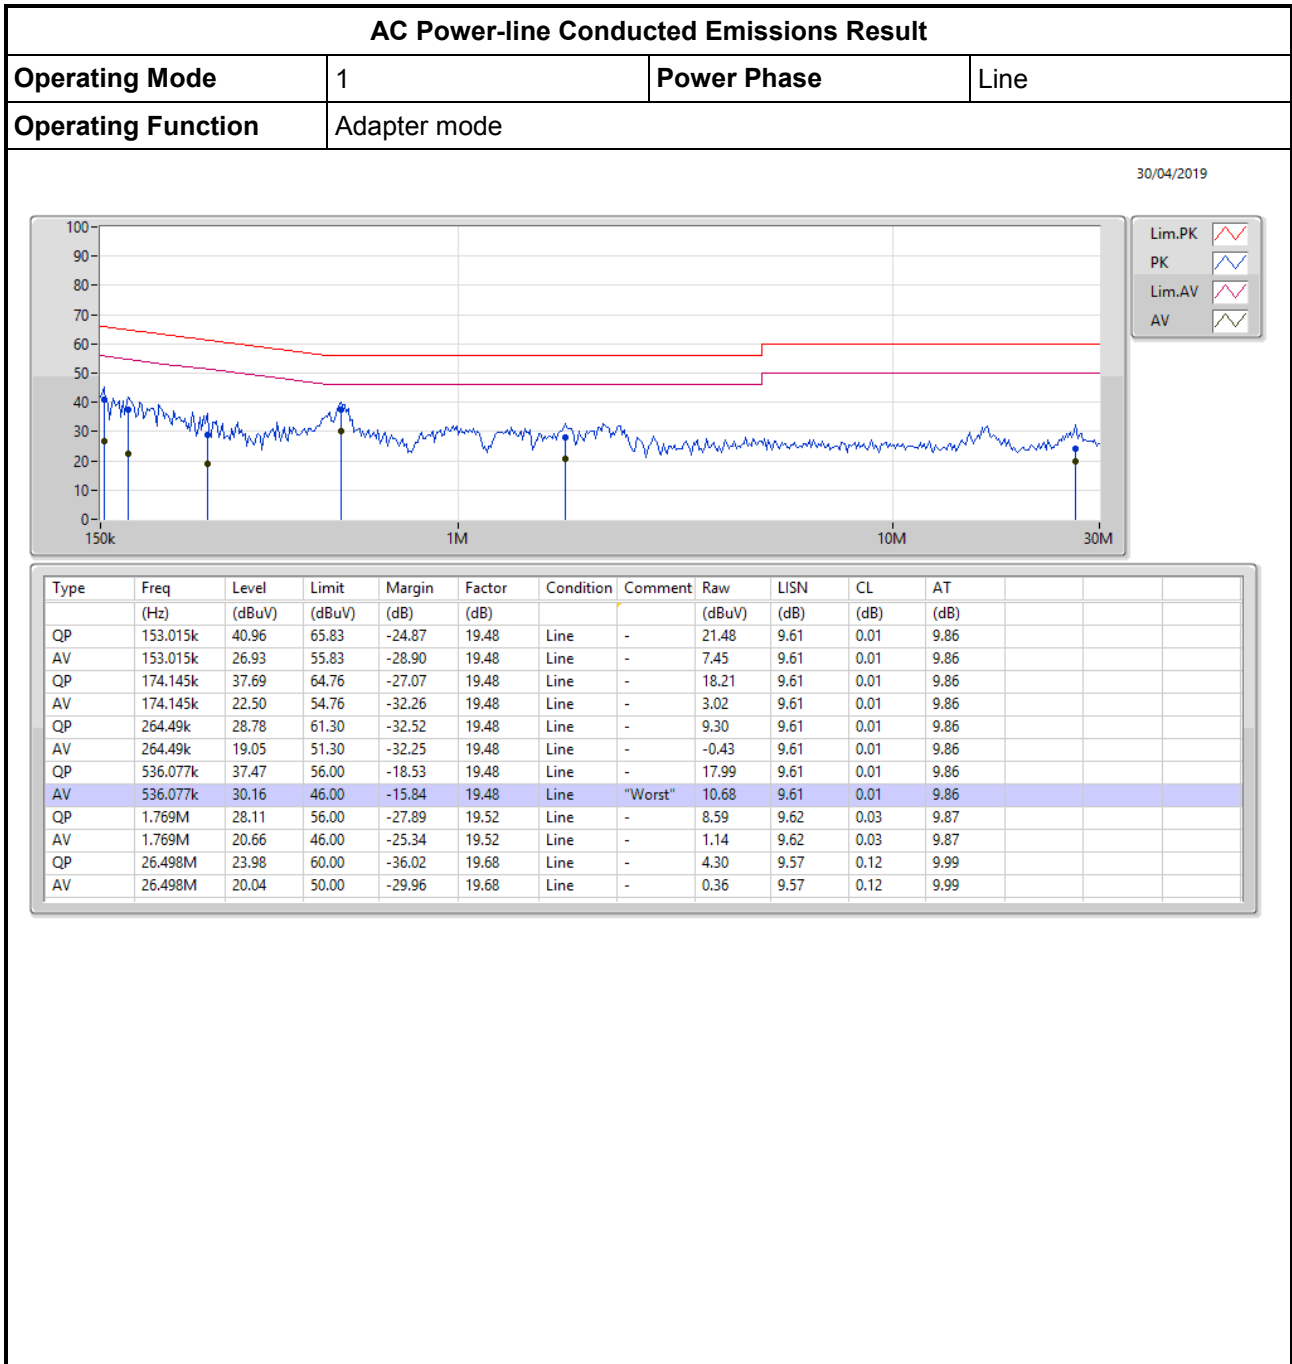 AC Power-line Conducted Emissions Result
Operating Mode 1 Power Phase Line
Operating Function Adapter mode
30/04/2019
100
90
80
70
60
50
40
30
20
10
0
150k 1M 10M 30M
Lim.PK
PK
Lim.AV
AV
Type Freq Level Limit Margin Factor Condition Comment Raw LISN CL AT
(Hz) (dBuV) (dBuV) (dB) (dB) (dBuV) (dB) (dB) (dB)
QP 153.015k 40.96 65.83 -24.87 19.48 Line - 21.48 9.61 0.01 9.86
AV 153.015k 26.93 55.83 -28.90 19.48 Line - 7.45 9.61 0.01 9.86
QP 174.145k 37.69 64.76 -27.07 19.48 Line - 18.21 9.61 0.01 9.86
AV 174.145k 22.50 54.76 -32.26 19.48 Line - 3.02 9.61 0.01 9.86
QP 264.49k 28.78 61.30 -32.52 19.48 Line - 9.30 9.61 0.01 9.86
AV 264.49k 19.05 51.30 -32.25 19.48 Line - -0.43 9.61 0.01 9.86
QP 536.077k 37.47 56.00 -18.53 19.48 Line - 17.99 9.61 0.01 9.86
AV 536.077k 30.16 46.00 -15.84 19.48 Line "Worst" 10.68 9.61 0.01 9.86
QP 1.769M 28.11 56.00 -27.89 19.52 Line - 8.59 9.62 0.03 9.87
AV 1.769M 20.66 46.00 -25.34 19.52 Line - 1.14 9.62 0.03 9.87
QP 26.498M 23.98 60.00 -36.02 19.68 Line - 4.30 9.57 0.12 9.99
AV 26.498M 20.04 50.00 -29.96 19.68 Line - 0.36 9.57 0.12 9.99